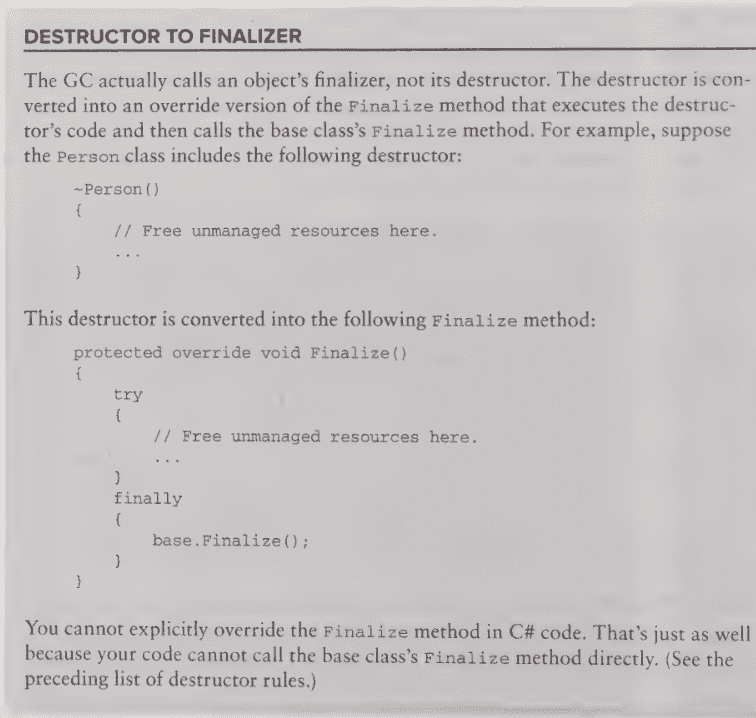 DESTRUCTOR TO FINALIZER
The GC actually calls an object's finalizer, not its destructor. The destructor is con-
verted into an override version of the Finalize method that executes the destruc-
tor's code and then calls the base class's Finalize method. For example, suppose
the Person class includes the following destructor:
~Person()
{
// Free unmanaged resources here.
...
}
This destructor is converted into the following Finalize method:
protected override void Finalize()
{
try
{
// Free unmanaged resources here.
...
}
finally
{
base.Finalize();
}
}
You cannot explicitly override the Finalize method in C# code. That's just as well
because your code cannot call the base class's Finalize method directly. (See the
preceding list of destructor rules.)